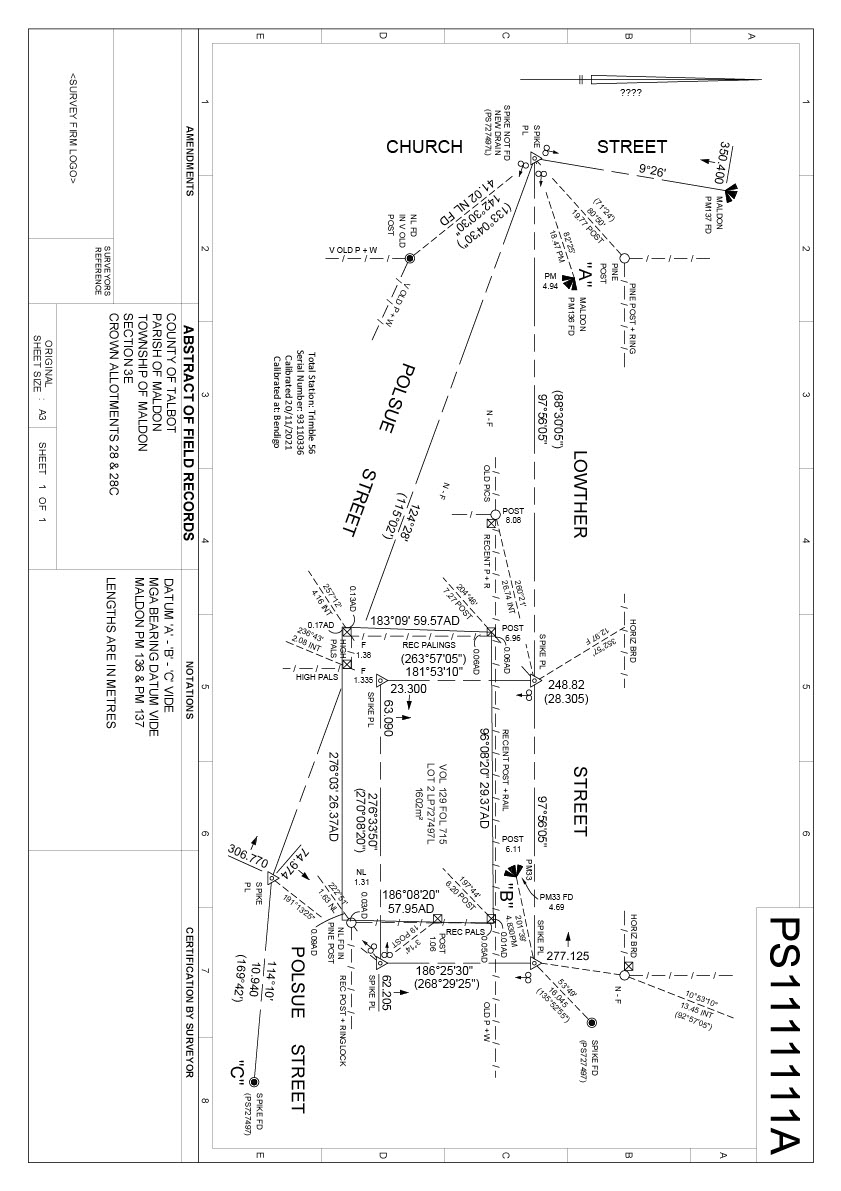 1 2 3 4 5 6
PS1111111A
A
A
350.400
MALDON
PM137 FD
10°53'10"
13.45 INT
(92°57'05")
9°26'
STREET
????
B
B
PINE POST + RING
PINE
POST
(71°24')
80°50'
19.77 POST
"A"
MALDON
PM136 FD
82°25'
18.47 PM
PM
4.94
HORIZ BRD
352°57'
12.97 F
HORIZ BRD
N - F
SPIKE FD
(PS727497)
LOWTHER
STREET
248.82
(28.305)
277.125
53°49'
16.045
(135°52'55")
PM33 FD
4.69
(88°30'05")
97°56'05"
97°56'05"
SPIKE
PL
SPIKE PL
SPIKE PL
PM33
"B"
201°39'
4.830PM
C
C
SPIKE NOT FD
NEW DRAIN
(PS727497L)
(133°04'30")
142°30'30"
41.02 NL FD
N - F
OLD PICS
POST
8.08
260°21'
26.74 INT
RECENT P + R
POST
6.95
0.06AD
RECENT POST + RAIL
POST
6.11
0.01AD
0.05AD
OLD P + W
96°08'20" 29.37AD
0.06AD
204°46'
7.27 POST
197°44'
6.20 POST
REC PALS
N - F
CHURCH
183°09' 59.57AD
REC PALINGS
(263°57'05")
181°53'10"
23.300
VOL 129 FOL 715
LOT 2 LP727497L
1602m²
POST
1.06
3°14'
19 POST
186°08'20"
57.95AD
186°25'30"
(268°29'25")
NL FD
IN V OLD
POST
V OLD P + W
V OLD P + W
POLSUE
STREET
124°28'
(115°02')
D
D
63.090
SPIKE PL
62.205
SPIKE PL
276°33'50"
(270°08'20")
NL
1.31
0.03AD
0.13AD
F
1.38
F
1.335
HIGH
PALS
HIGH PALS
257°12'
4.16 INT
0.17AD
236°43'
2.08 INT
276°03' 26.37AD
222°51'
1.63 NL
NL FD IN
PINE POST
REC POST + RINGLOCK
0.09AD
191°13'25"
Total Station: Trimble 56
Serial Number: 93110336
Calibrated 20/11/2021
Calibrated at: Bendigo
74.974
306.770
POLSUE STREET
E
E
SPIKE
PL
114°10'
10.940
(169°42')
SPIKE FD
(PS727497)
"C"
1 2 3 4 5 6 7 8
AMENDMENTS
ABSTRACT OF FIELD RECORDS
NOTATIONS
CERTIFICATION BY SURVEYOR
COUNTY OF TALBOT
PARISH OF MALDON
TOWNSHIP OF MALDON
SECTION 3E
CROWN ALLOTMENTS 28 & 28C
DATUM 'A' - 'B' - 'C' VIDE
MGA BEARING DATUM VIDE
MALDON PM 136 & PM 137
LENGTHS ARE IN METRES
SURVEYORS
REFERENCE
<SURVEY FIRM LOGO>
ORIGINAL
SHEET SIZE : A3
SHEET 1 OF 1